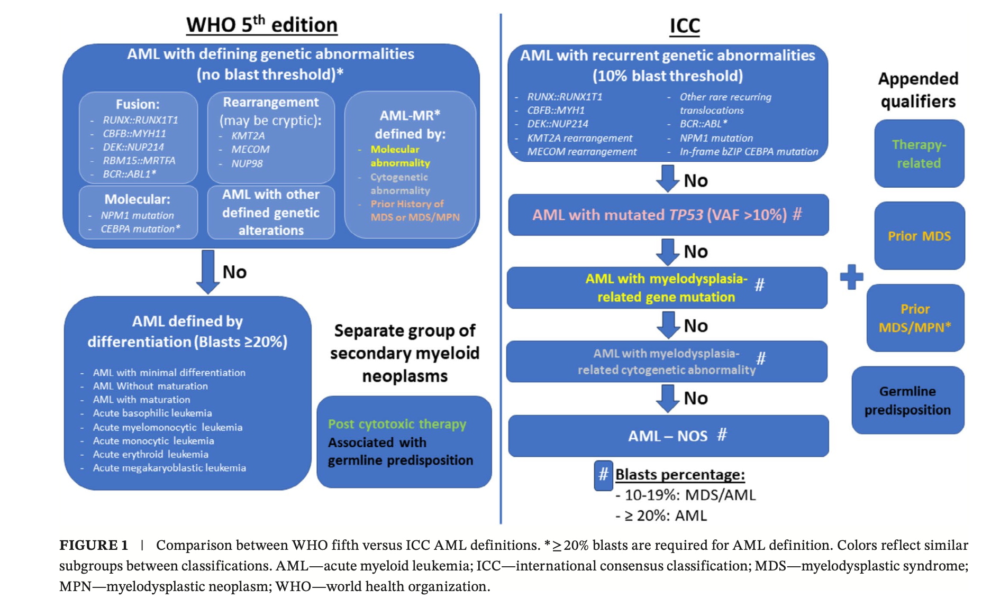 WHO 5th edition
AML with defining genetic abnormalities
(no blast threshold)*
Fusion:
- RUNX::RUNX1T1
- CBFB::MYH11
- DEK::NUP214
- RBM15::MRTFA
- BCR::ABL1*
Rearrangement
(may be cryptic):
- KMT2A
- MECOM
- NUP98
AML-MR*
defined by:
- Molecular
abnormality
- Cytogenetic
abnormality
- Prior History of
MDS or MDS/MPN
Molecular:
- NPM1 mutation
- CEBPA mutation*
AML with other
defined genetic
alterations
No
AML defined by
differentiation (Blasts ≥20%)
- AML with minimal differentiation
- AML Without maturation
- AML with maturation
- Acute basophilic leukemia
- Acute myelomonocytic leukemia
- Acute monocytic leukemia
- Acute erythroid leukemia
- Acute megakaryoblastic leukemia
Separate group of
secondary myeloid
neoplasms
Post cytotoxic therapy
Associated with
germline predisposition
ICC
AML with recurrent genetic abnormalities
(10% blast threshold)
- RUNX::RUNX1T1
- CBFB::MYH1
- DEK::NUP214
- KMT2A rearrangement
- MECOM rearrangement
- Other rare recurring
translocations
- BCR::ABL*
- NPM1 mutation
- In-frame bZIP CEBPA mutation
No
AML with mutated TP53 (VAF >10%) #
No
AML with myelodysplasia-
related gene mutation #
No
AML with myelodysplasia-
related cytogenetic abnormality #
No
AML – NOS #
# Blasts percentage:
- 10-19%: MDS/AML
- ≥ 20%: AML
Appended
qualifiers
Therapy-
related
Prior MDS
Prior
MDS/MPN*
Germline
predisposition
FIGURE 1 | Comparison between WHO fifth versus ICC AML definitions. *≥20% blasts are required for AML definition. Colors reflect similar
subgroups between classifications. AML—acute myeloid leukemia; ICC—international consensus classification; MDS—myelodysplastic syndrome;
MPN—myelodysplastic neoplasm; WHO—world health organization.